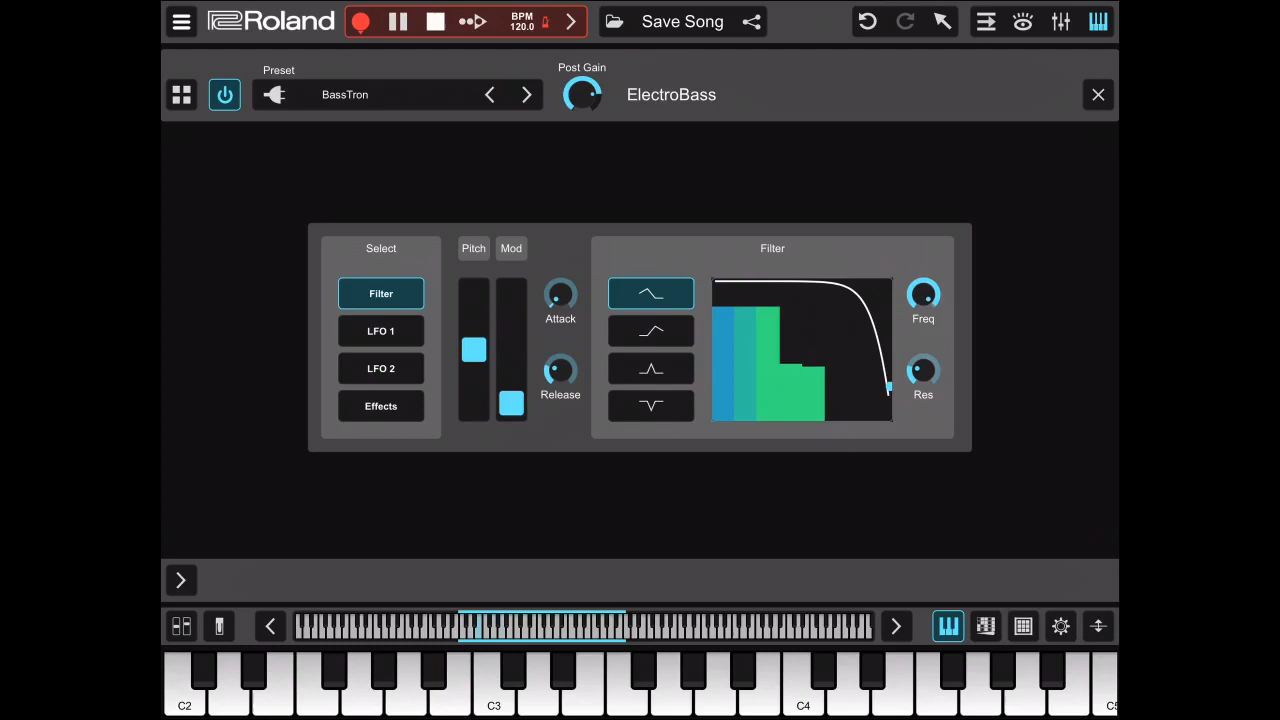 Roland
BPM
120.0
Save Song
Preset
BassTron
Post Gain
ElectroBass
Select
Filter
LFO 1
LFO 2
Effects
Pitch
Mod
Attack
Release
Filter
Freq
Res
C2
C3
C4